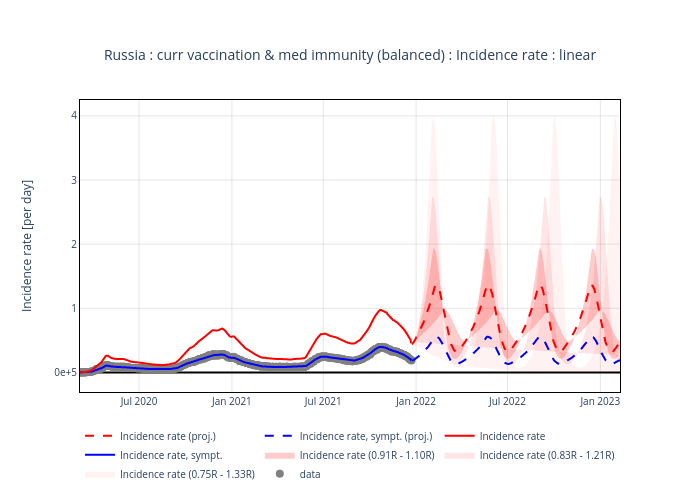 Russia : curr vaccination & med immunity (balanced) : Incidence rate : linear
Incidence rate [per day]
4
3
2
1
0e+5
Jul 2020 Jan 2021 Jul 2021 Jan 2022 Jul 2022 Jan 2023
Incidence rate (proj.) Incidence rate, sympt. (proj.) Incidence rate
Incidence rate, sympt. Incidence rate (0.91R - 1.10R) Incidence rate (0.83R - 1.21R)
Incidence rate (0.75R - 1.33R) data